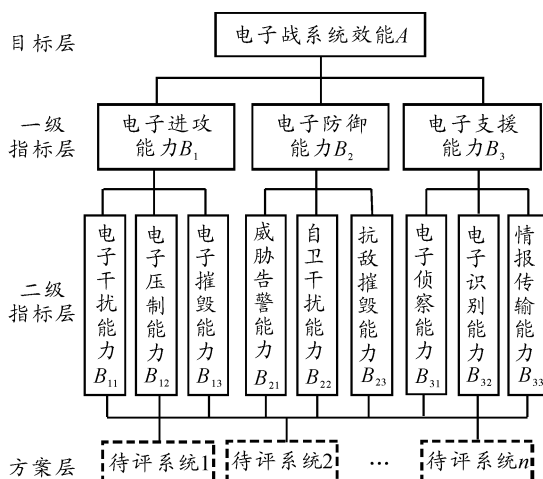 目标层
电子战系统效能A
一级
指标层
电子进攻
能力B₁
电子防御
能力B₂
电子支援
能力B₃
二级
指标层
电子干扰能力B₁₁
电子压制能力B₁₂
电子摧毁能力B₁₃
威胁告警能力B₂₁
自卫干扰能力B₂₂
抗敌摧毁能力B₂₃
电子侦察能力B₃₁
电子识别能力B₃₂
情报传输能力B₃₃
方案层
待评系统1
待评系统2
…
待评系统n